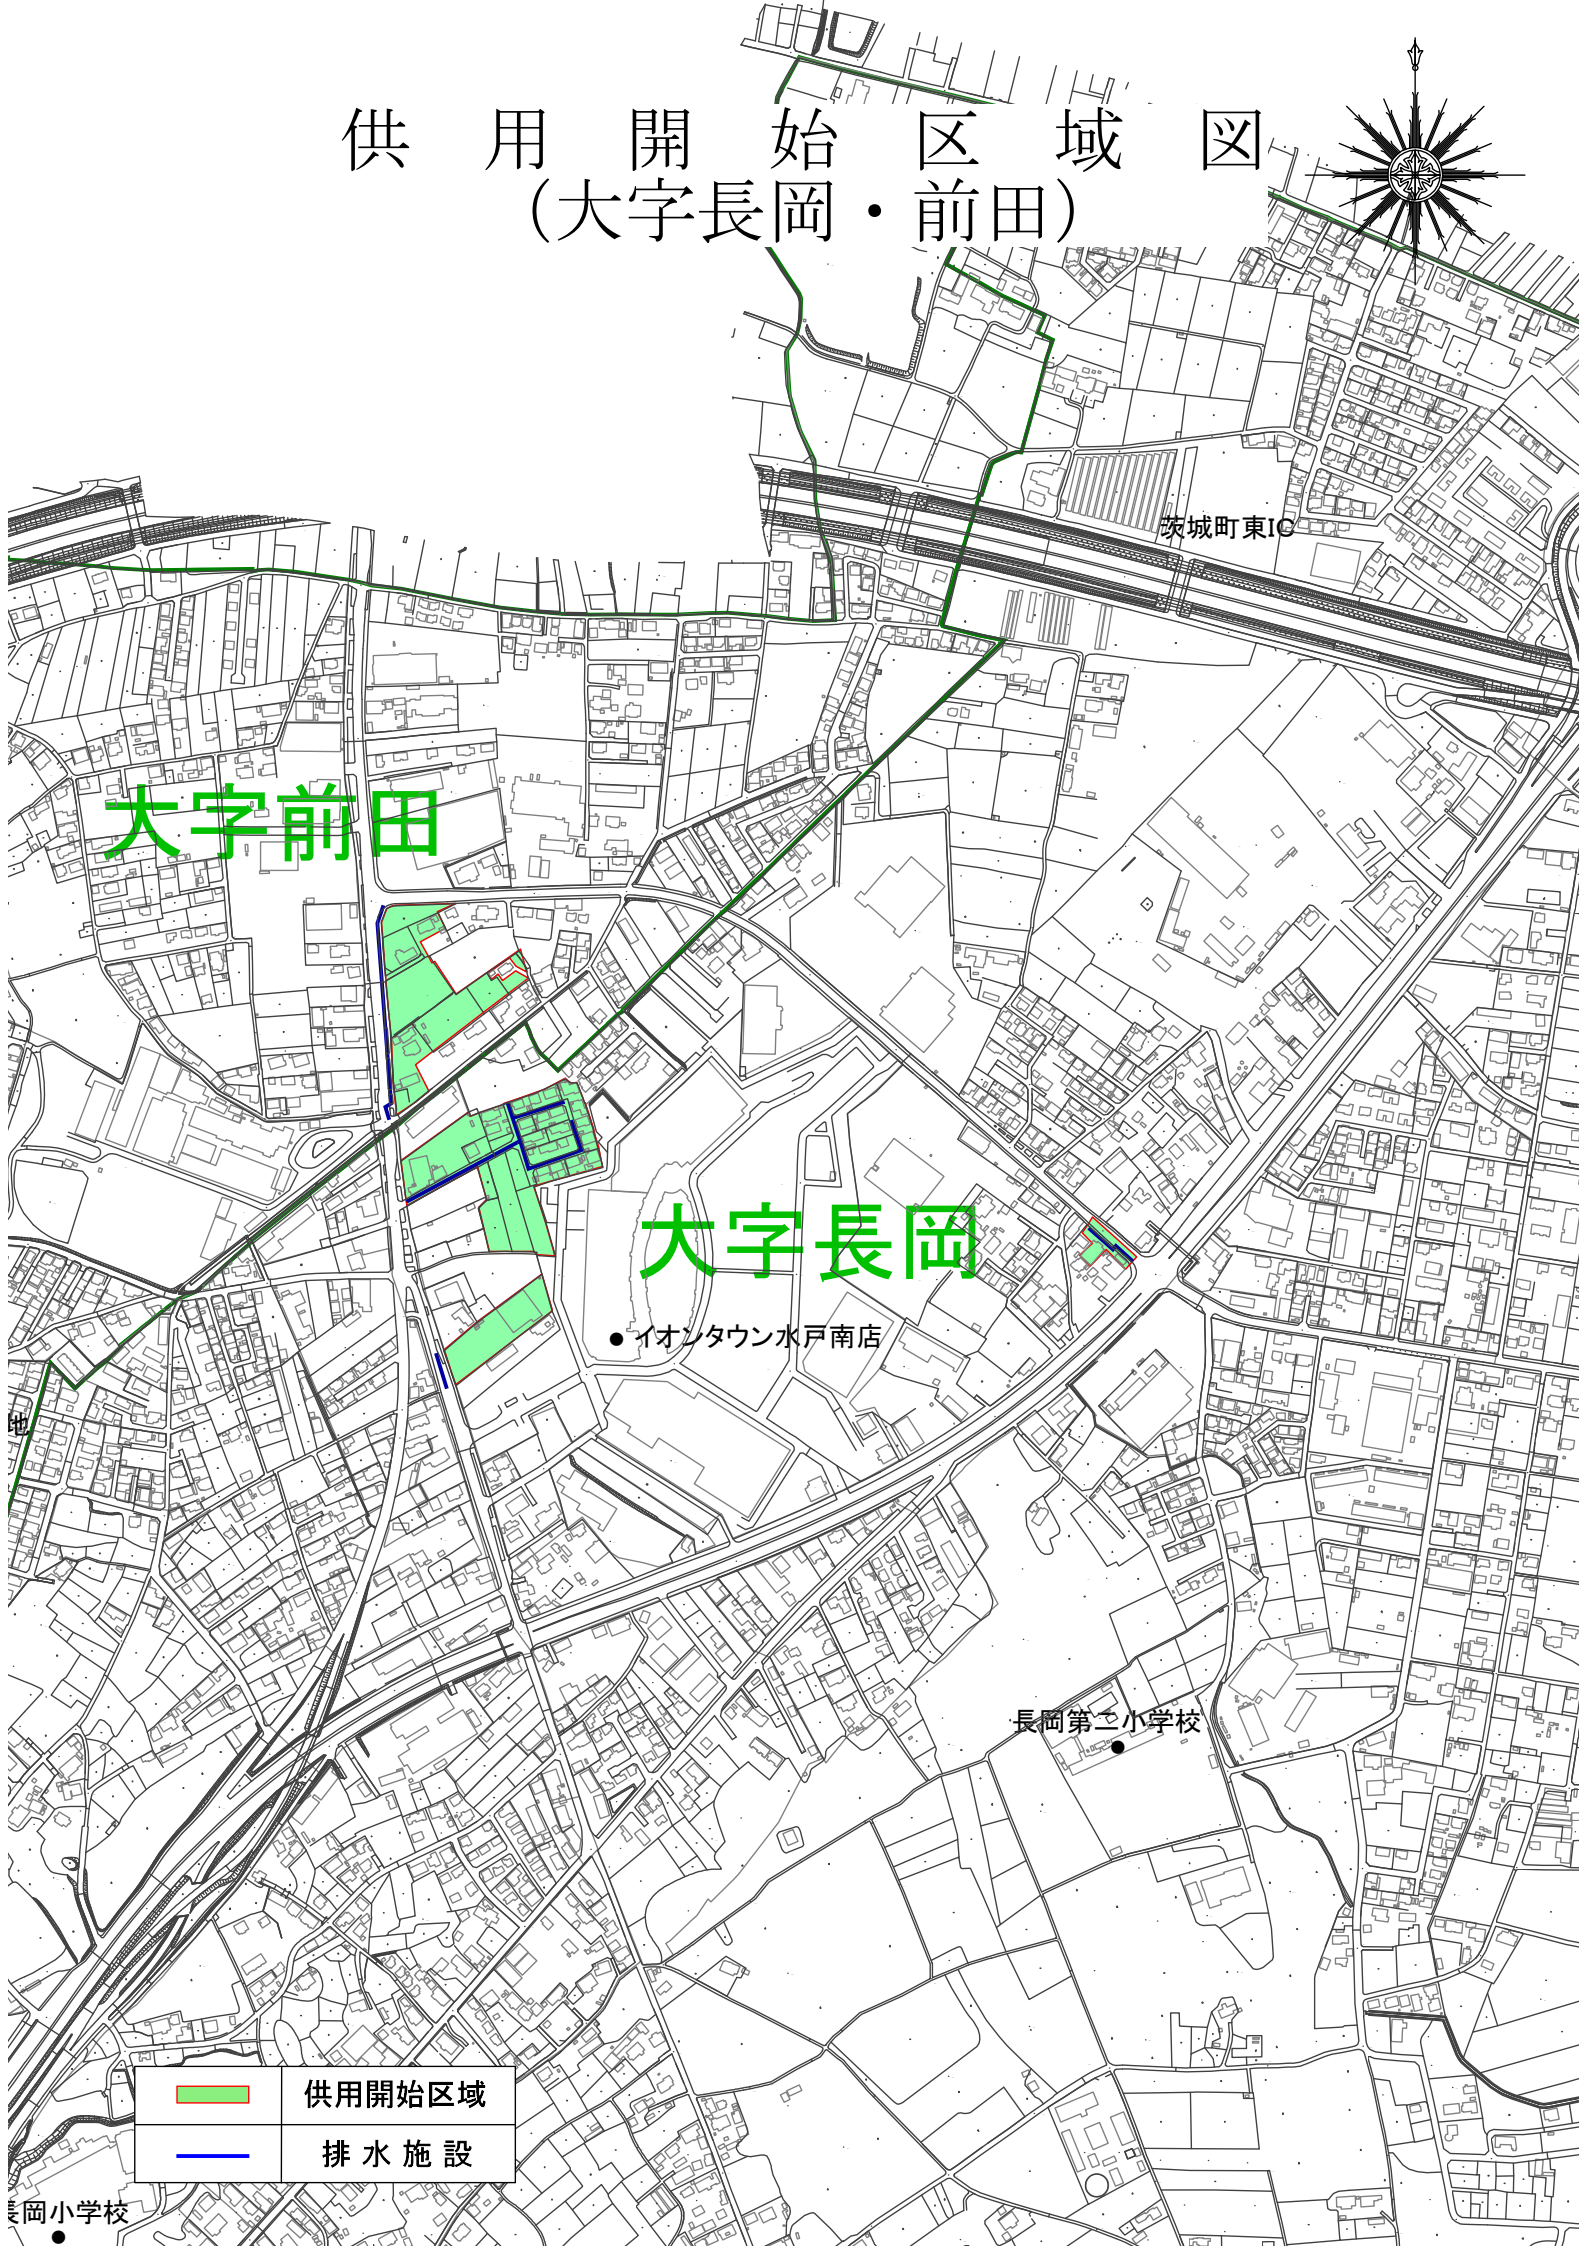 供用開始区域図
（大字長岡・前田）
茨城町東IC
大字前田
大字長岡
イオンタウン水戸南店
地
長岡第二小学校
供用開始区域
排水施設
長岡小学校